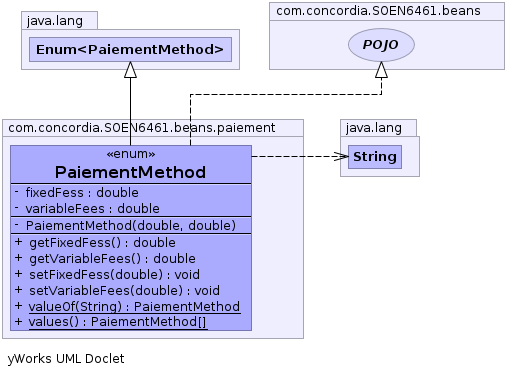 java.lang
Enum<PaiementMethod>
com.concordia.SOEN6461.beans
POJO
com.concordia.SOEN6461.beans.paiement
«enum»
PaiementMethod
- fixedFess : double
- variableFees : double
- PaiementMethod(double, double)
+ getFixedFess() : double
+ getVariableFees() : double
+ setFixedFess(double) : void
+ setVariableFees(double) : void
+ valueOf(String) : PaiementMethod
+ values() : PaiementMethod[]
java.lang
String
yWorks UML Doclet